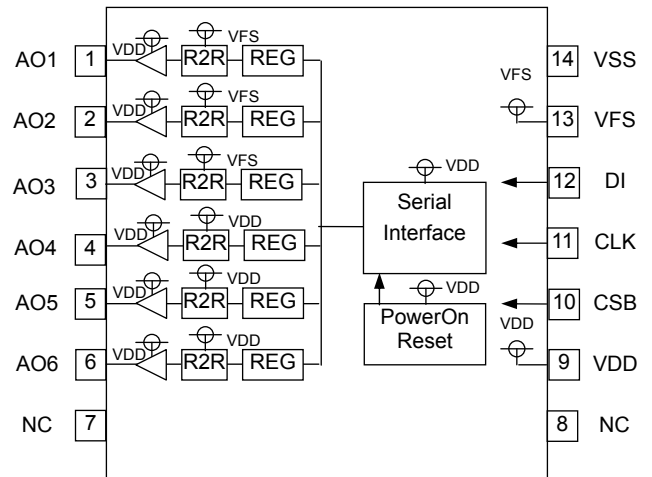 VDD VFS
AO1 1 R2R REG 14 VSS
VDD VFS VFS
AO2 2 R2R REG 13 VFS
VDD VFS VDD
AO3 3 R2R REG 12 DI
Serial
Interface
VDD VDD
AO4 4 R2R REG 11 CLK
VDD VDD VDD
AO5 5 R2R REG 10 CSB
PowerOn
Reset
VDD VDD VDD
AO6 6 R2R REG 9 VDD
NC 7 8 NC